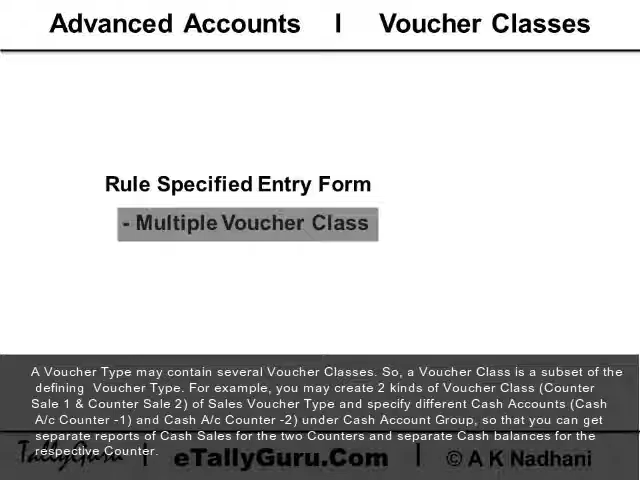 Advanced Accounts I Voucher Classes
Rule Specified Entry Form
- Multiple Voucher Class
A Voucher Type may contain several Voucher Classes. So, a Voucher Class is a subset of the
defining Voucher Type. For example, you may create 2 kinds of Voucher Class (Counter
Sale 1 & Counter Sale 2) of Sales Voucher Type and specify different Cash Accounts (Cash
A/c Counter -1) and Cash A/c Counter -2) under Cash Account Group, so that you can get
separate reports of Cash Sales for the two Counters and separate Cash balances for the
respective Counter.
TallyGuru | eTallyGuru.Com | © A K Nadhani